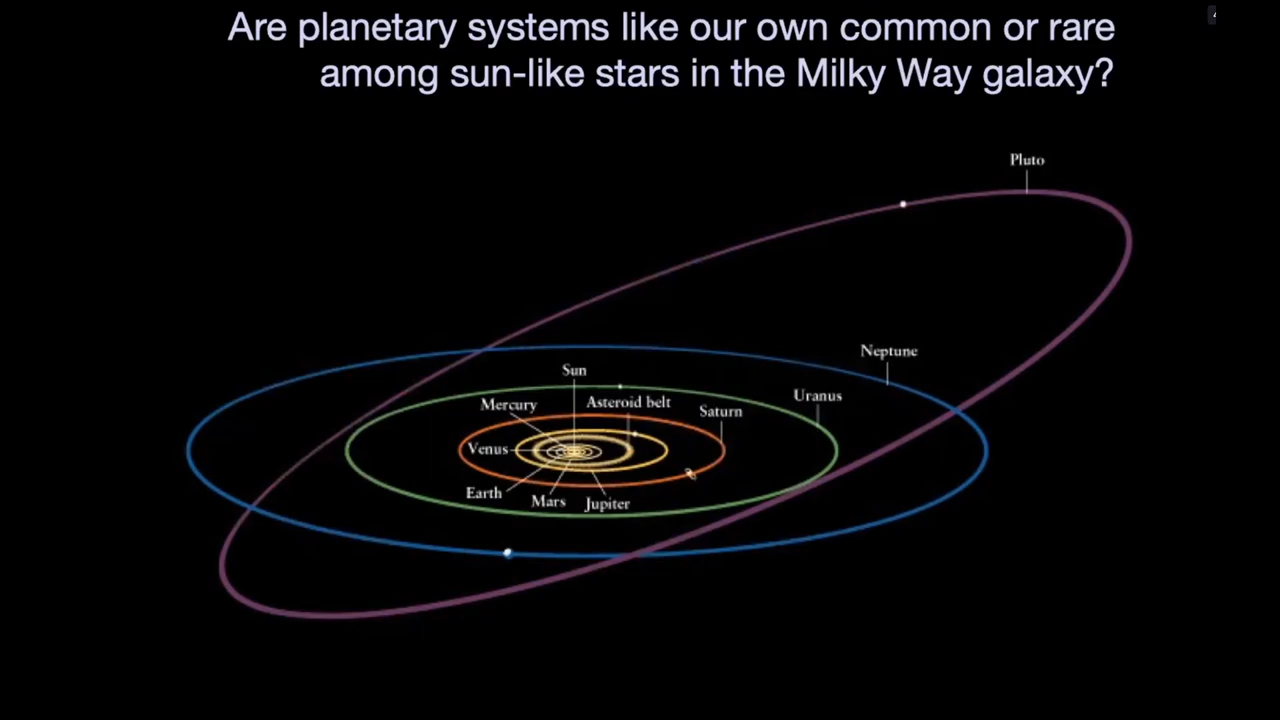 Are planetary systems like our own common or rare
among sun-like stars in the Milky Way galaxy?
Pluto
Neptune
Sun
Uranus
Asteroid belt
Mercury
Saturn
Venus
Earth
Mars
Jupiter